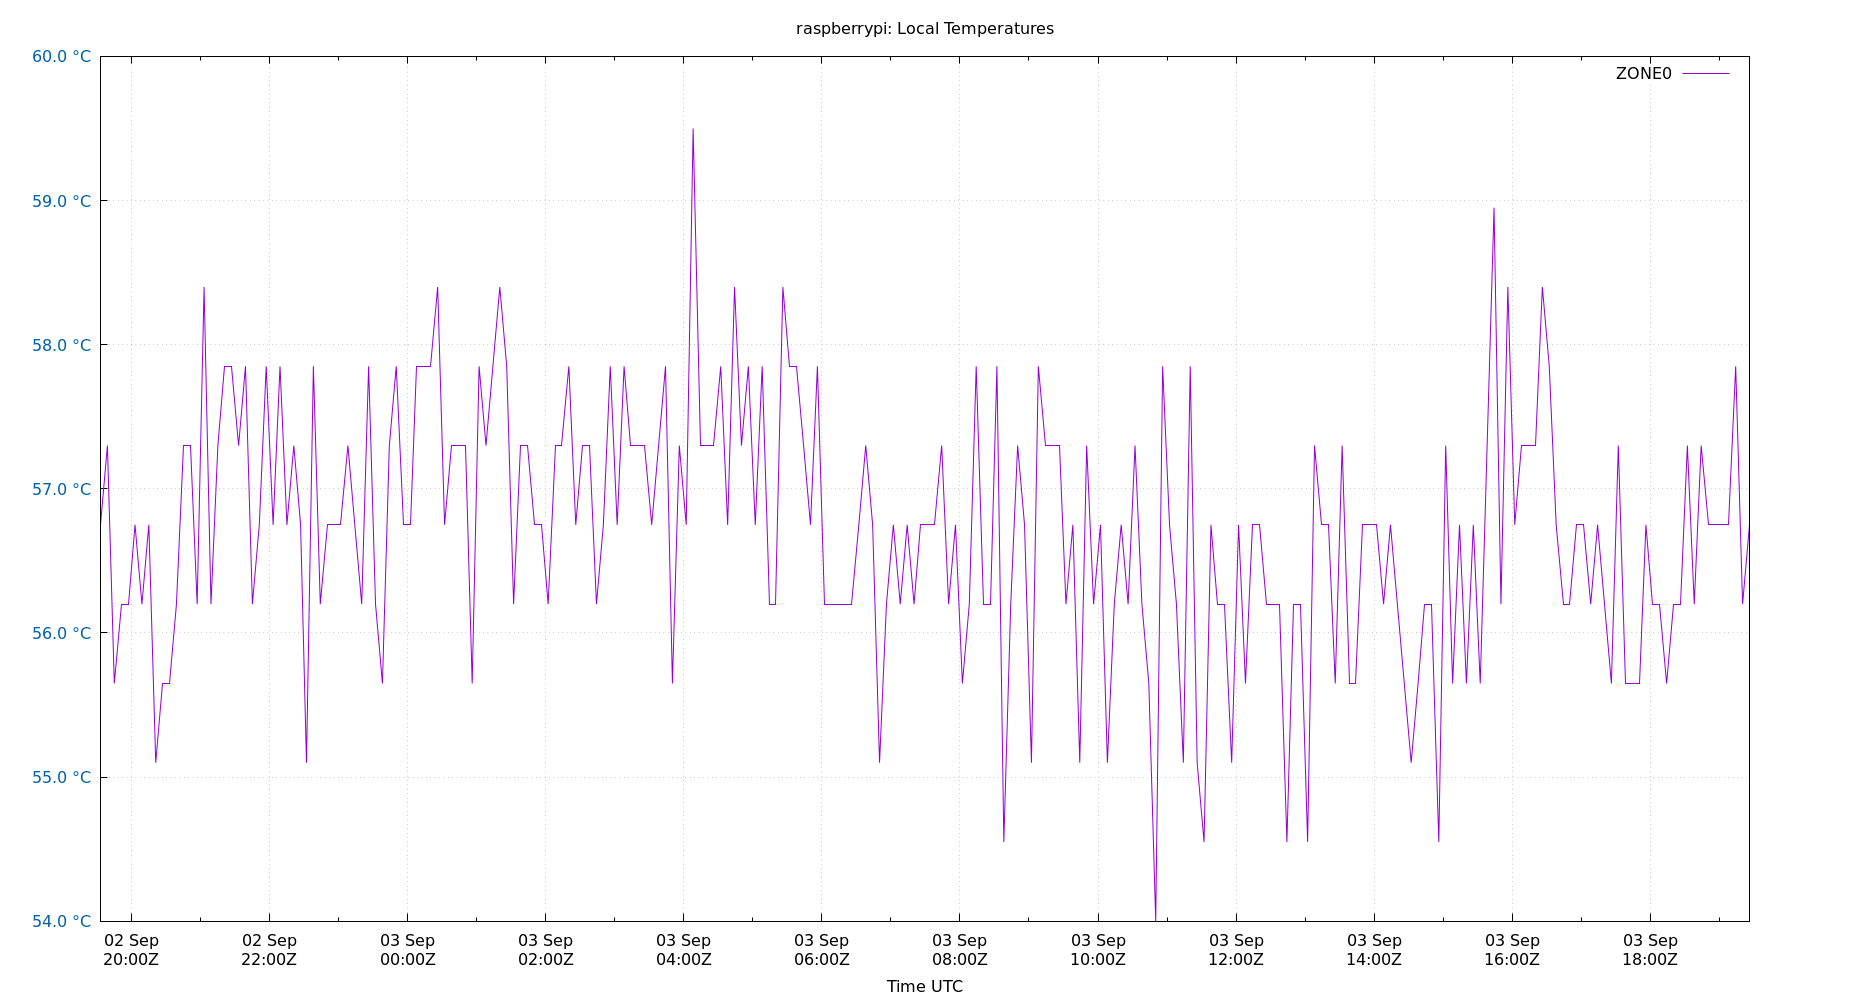 raspberrypi: Local Temperatures
60.0 °C
ZONE0
59.0 °C
58.0 °C
57.0 °C
56.0 °C
55.0 °C
54.0 °C
02 Sep 02 Sep 03 Sep 03 Sep 03 Sep 03 Sep 03 Sep 03 Sep 03 Sep 03 Sep 03 Sep 03 Sep
20:00Z 22:00Z 00:00Z 02:00Z 04:00Z 06:00Z 08:00Z 10:00Z 12:00Z 14:00Z 16:00Z 18:00Z
Time UTC